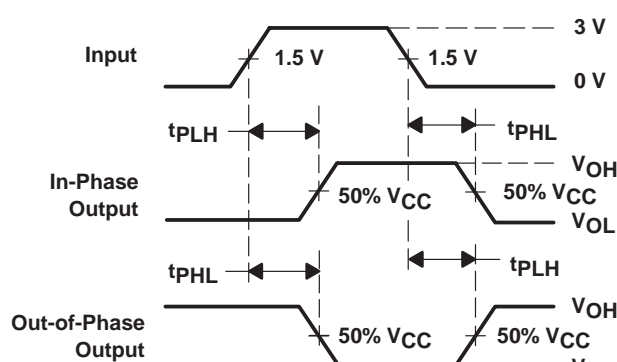 3 V
Input
1.5 V
1.5 V
0 V
tPLH
tPHL
VOH
In-Phase
Output
50% VCC
50% VCC
VOL
tPHL
tPLH
VOH
Out-of-Phase
Output
50% VCC
50% VCC